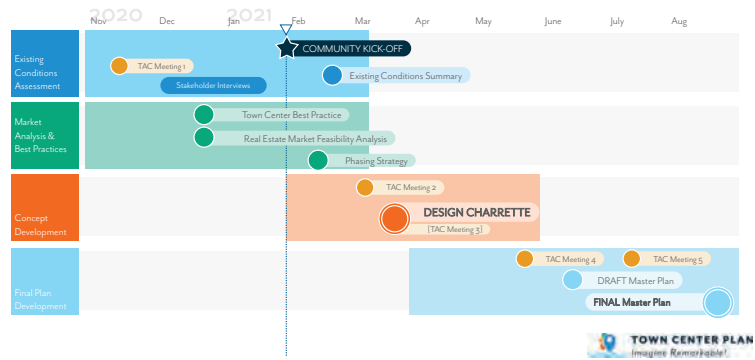 2020 2021
Nov Dec Jan Feb Mar Apr May June July Aug
Existing
Conditions
Assessment
COMMUNITY KICK-OFF
TAC Meeting 1
Existing Conditions Summary
Stakeholder Interviews
Market
Analysis &
Best Practices
Town Center Best Practice
Real Estate Market Feasibility Analysis
Phasing Strategy
Concept
Development
TAC Meeting 2
DESIGN CHARRETTE
[TAC Meeting 3]
Final Plan
Development
TAC Meeting 4 TAC Meeting 5
DRAFT Master Plan
FINAL Master Plan
TOWN CENTER PLAN
Imagine Remarkable!